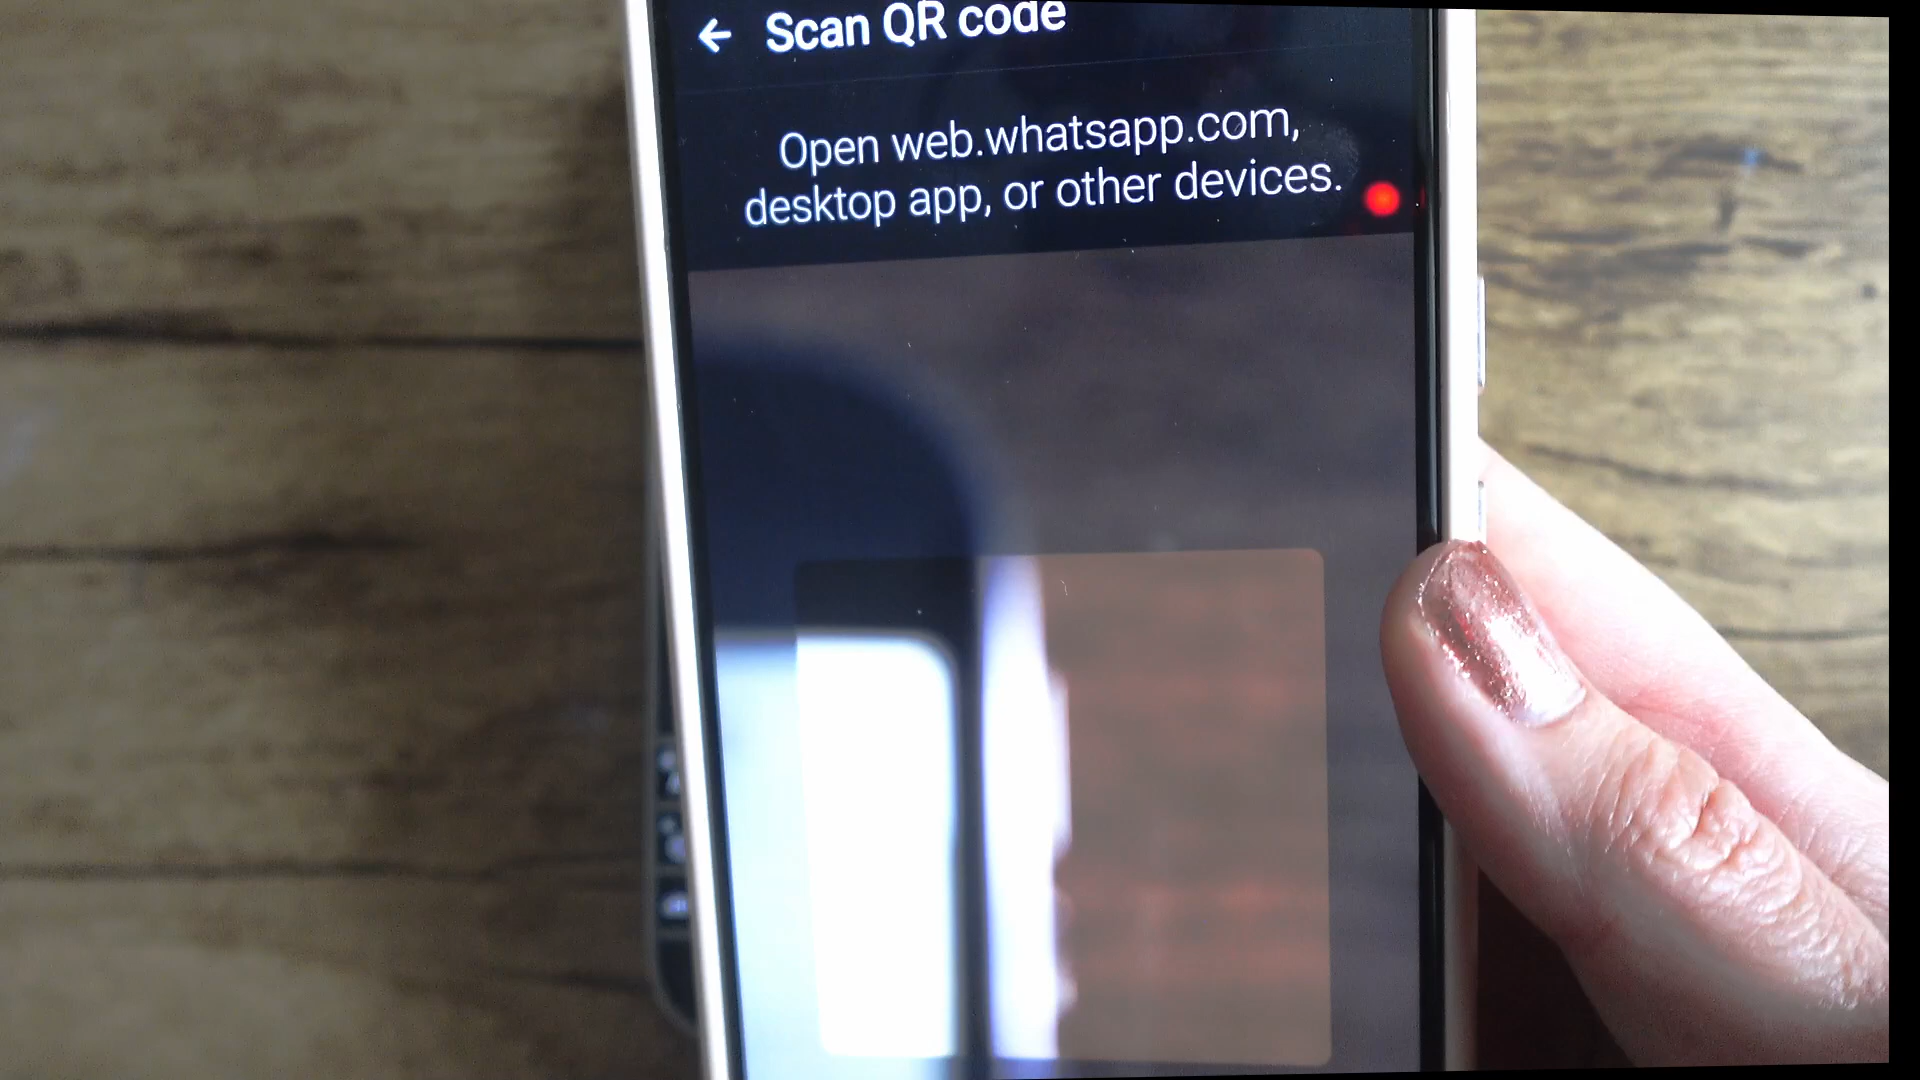 Scan QR code
Open web.whatsapp.com,
desktop app, or other devices.